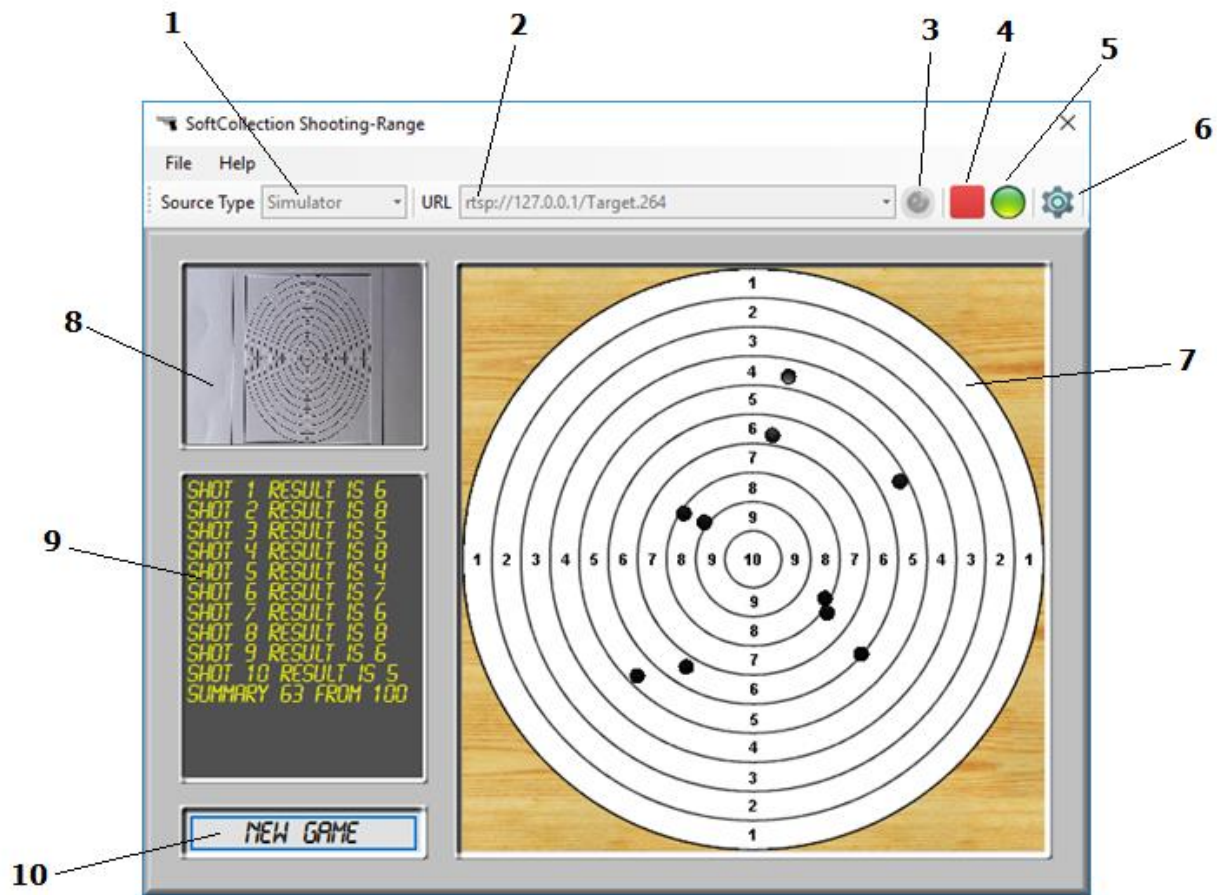 1
2
3
4
5
6
SoftCollection Shooting-Range
File Help
Source Type Simulator URL rtsp://127.0.0.1/Target.264
8
7
9
10
SHOT 1 RESULT IS 6
SHOT 2 RESULT IS 8
SHOT 3 RESULT IS 5
SHOT 4 RESULT IS 8
SHOT 5 RESULT IS 4
SHOT 6 RESULT IS 7
SHOT 7 RESULT IS 6
SHOT 8 RESULT IS 8
SHOT 9 RESULT IS 6
SHOT 10 RESULT IS 5
SUMMARY 63 FROM 100
NEW GAME
1
2
3
4
5
6
7
8
9
1 2 3 4 5 6 7 8 9 10 9 8 7 6 5 4 3 2 1
9
8
7
6
5
4
3
2
1